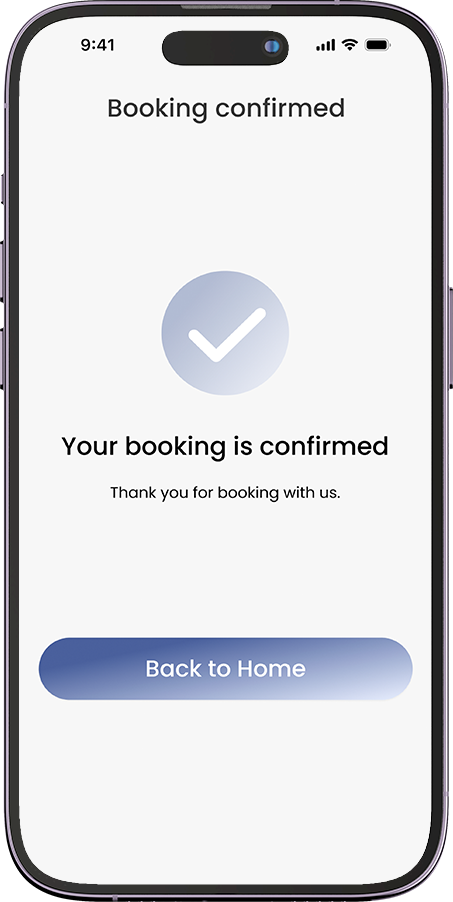 9:41
Booking confirmed
Your booking is confirmed
Thank you for booking with us.
Back to Home